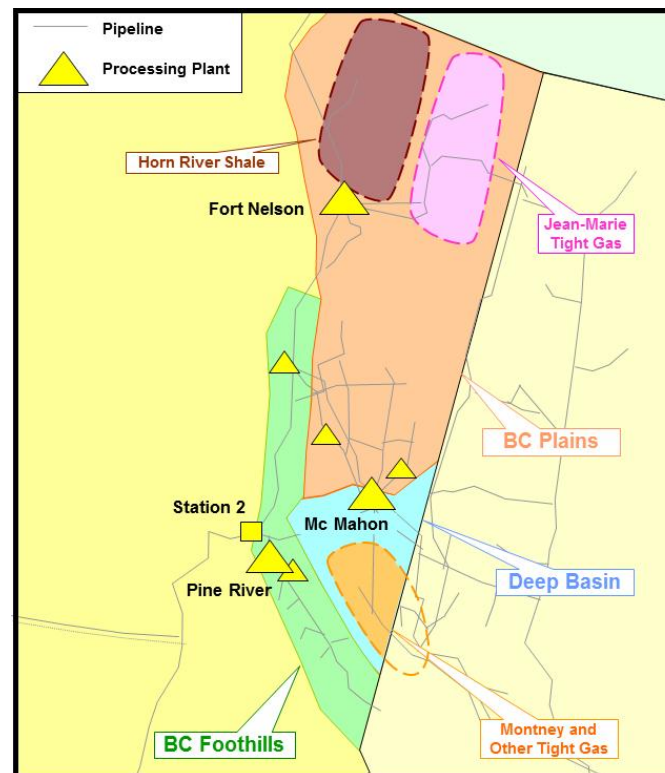 Pipeline
Processing Plant
Horn River Shale
Fort Nelson
Jean-Marie
Tight Gas
BC Plains
Station 2
Mc Mahon
Deep Basin
Pine River
BC Foothills
Montney and
Other Tight Gas